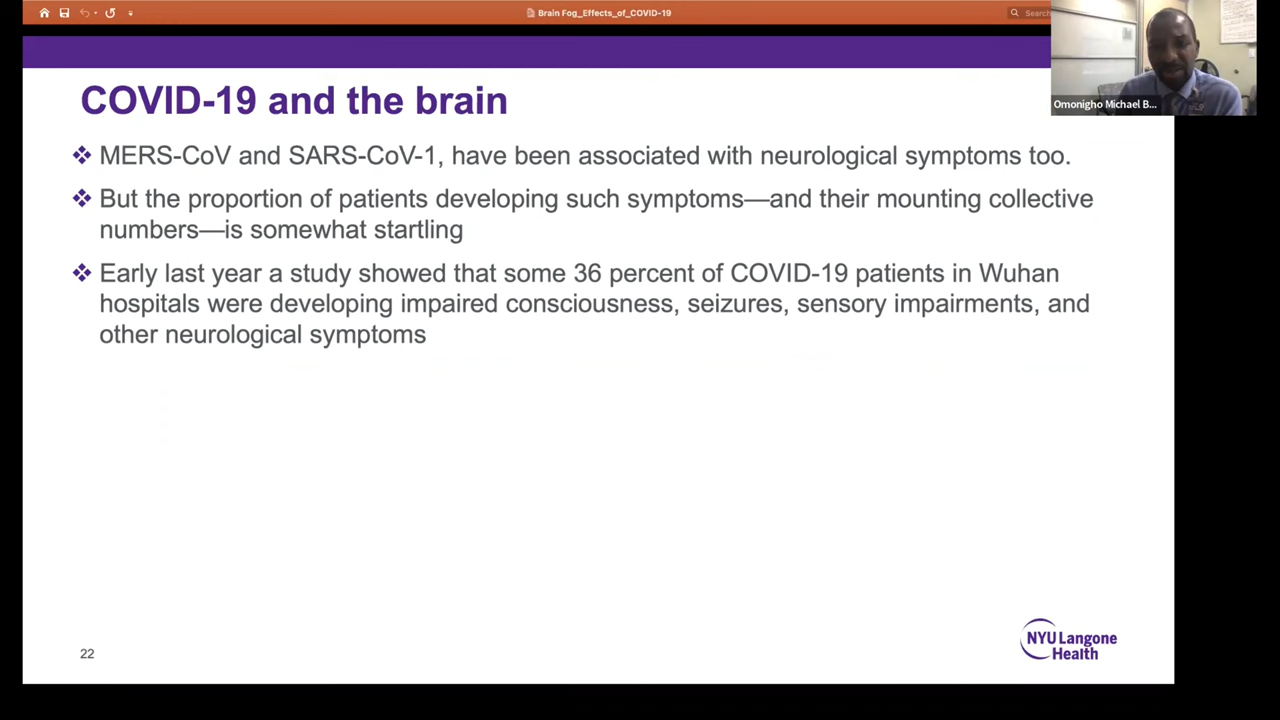 Brain Fog_Effects_of_COVID-19
Search
Omonigho Michael B...
COVID-19 and the brain
MERS-CoV and SARS-CoV-1, have been associated with neurological symptoms too.
But the proportion of patients developing such symptoms—and their mounting collective
numbers—is somewhat startling
Early last year a study showed that some 36 percent of COVID-19 patients in Wuhan
hospitals were developing impaired consciousness, seizures, sensory impairments, and
other neurological symptoms
22
NYU Langone
Health